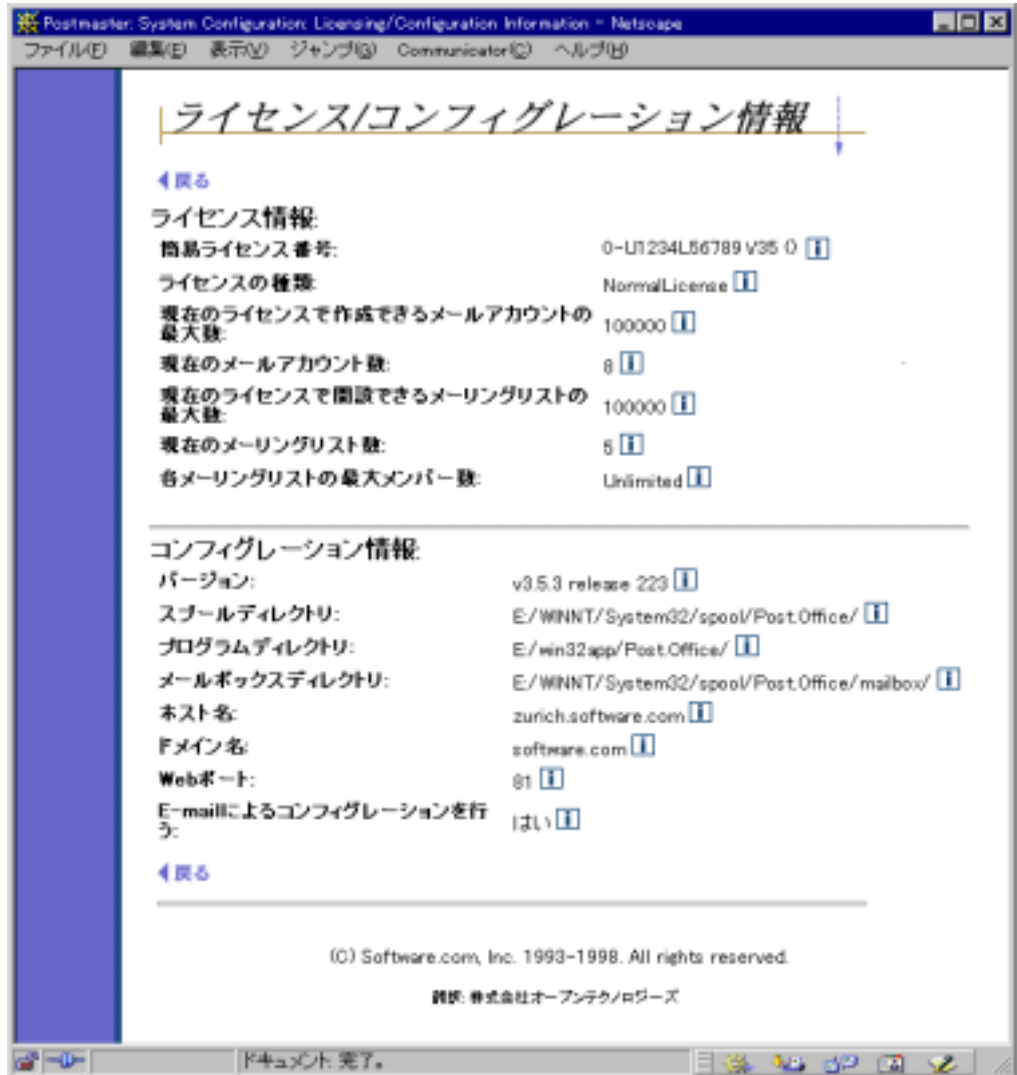 Postmaster: System Configuration: Licensing/Configuration Information - Netscape
ファイル(F) 編集(E) 表示(V) ジャンプ(G) Communicator(C) ヘルプ(H)
ライセンス/コンフィグレーション情報
戻る
ライセンス情報:
簡易ライセンス番号: 0-U1234L56789 V35 ()
ライセンスの種類: NormalLicense
現在のライセンスで作成できるメールアカウントの
最大数: 100000
現在のメールアカウント数: 8
現在のライセンスで開設できるメーリングリストの
最大数: 100000
現在のメーリングリスト数: 5
各メーリングリストの最大メンバー数: Unlimited
コンフィグレーション情報:
バージョン: v3.5.3 release 223
スプールディレクトリ: E:/WINNT/System32/spool/Post.Office/
プログラムディレクトリ: E:/win32app/Post.Office/
メールボックスディレクトリ: E:/WINNT/System32/spool/Post.Office/mailbox/
ホスト名: zurich.software.com
ドメイン名: software.com
Webポート: 81
E-mailによるコンフィグレーションを行
う: はい
戻る
(C) Software.com, Inc. 1993-1998. All rights reserved.
翻訳: 株式会社オープンテクノロジーズ
ドキュメント: 完了。